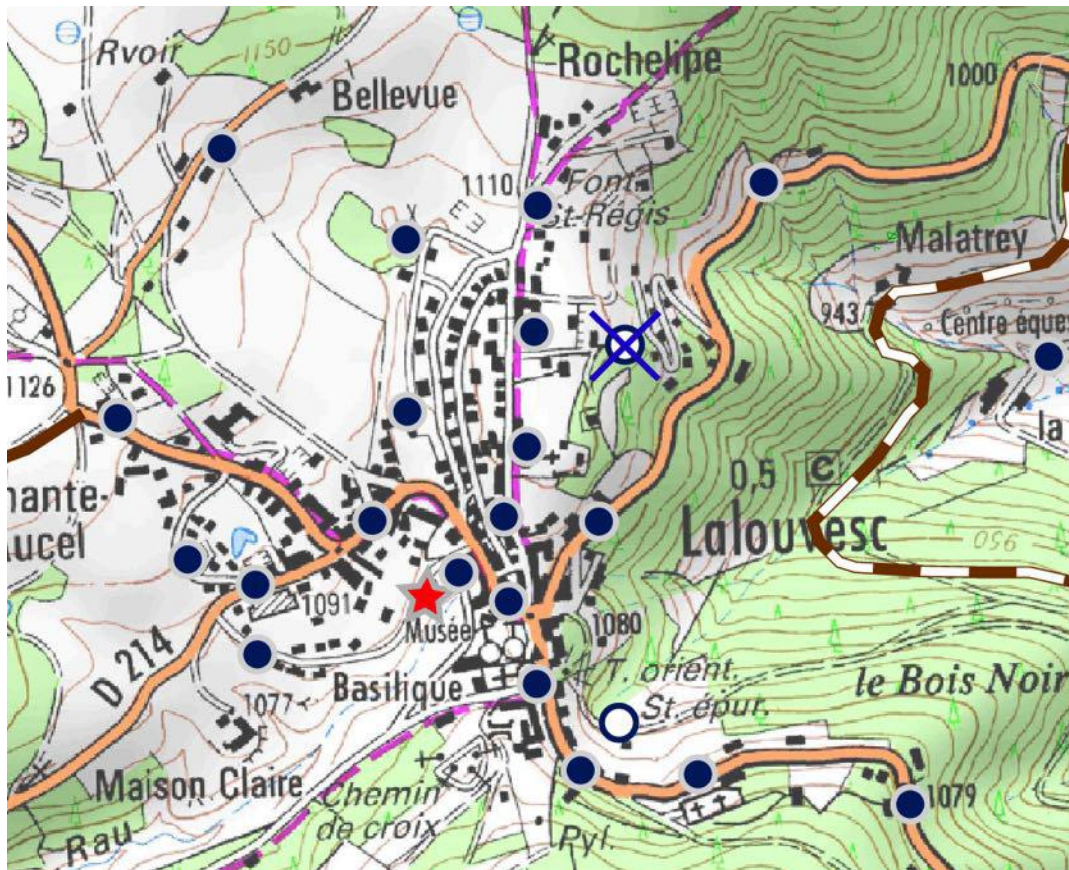 Rvoir
1150
Rochelipe
Bellevue
1000
1110
Font.
St-Régis
Malatrey
943
Centre éques
1126
la
0,5
Lalouvesc
950
hante-
ucel
1091
Musée
1080
D 214
T. orient.
Basilique
le Bois Noir
St. épur.
1077
Maison Claire
Chemin
de croix
1079
Rau
Pyl.